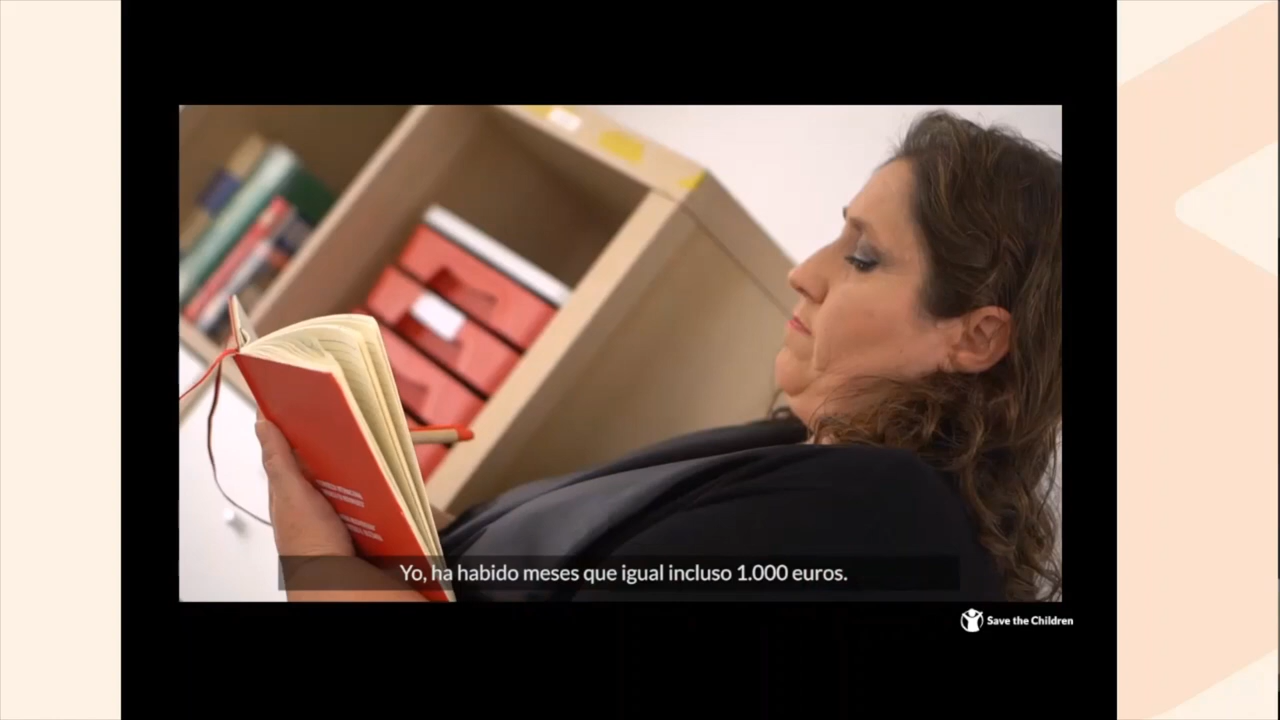 Yo, ha habido meses que igual incluso 1.000 euros.
Save the Children